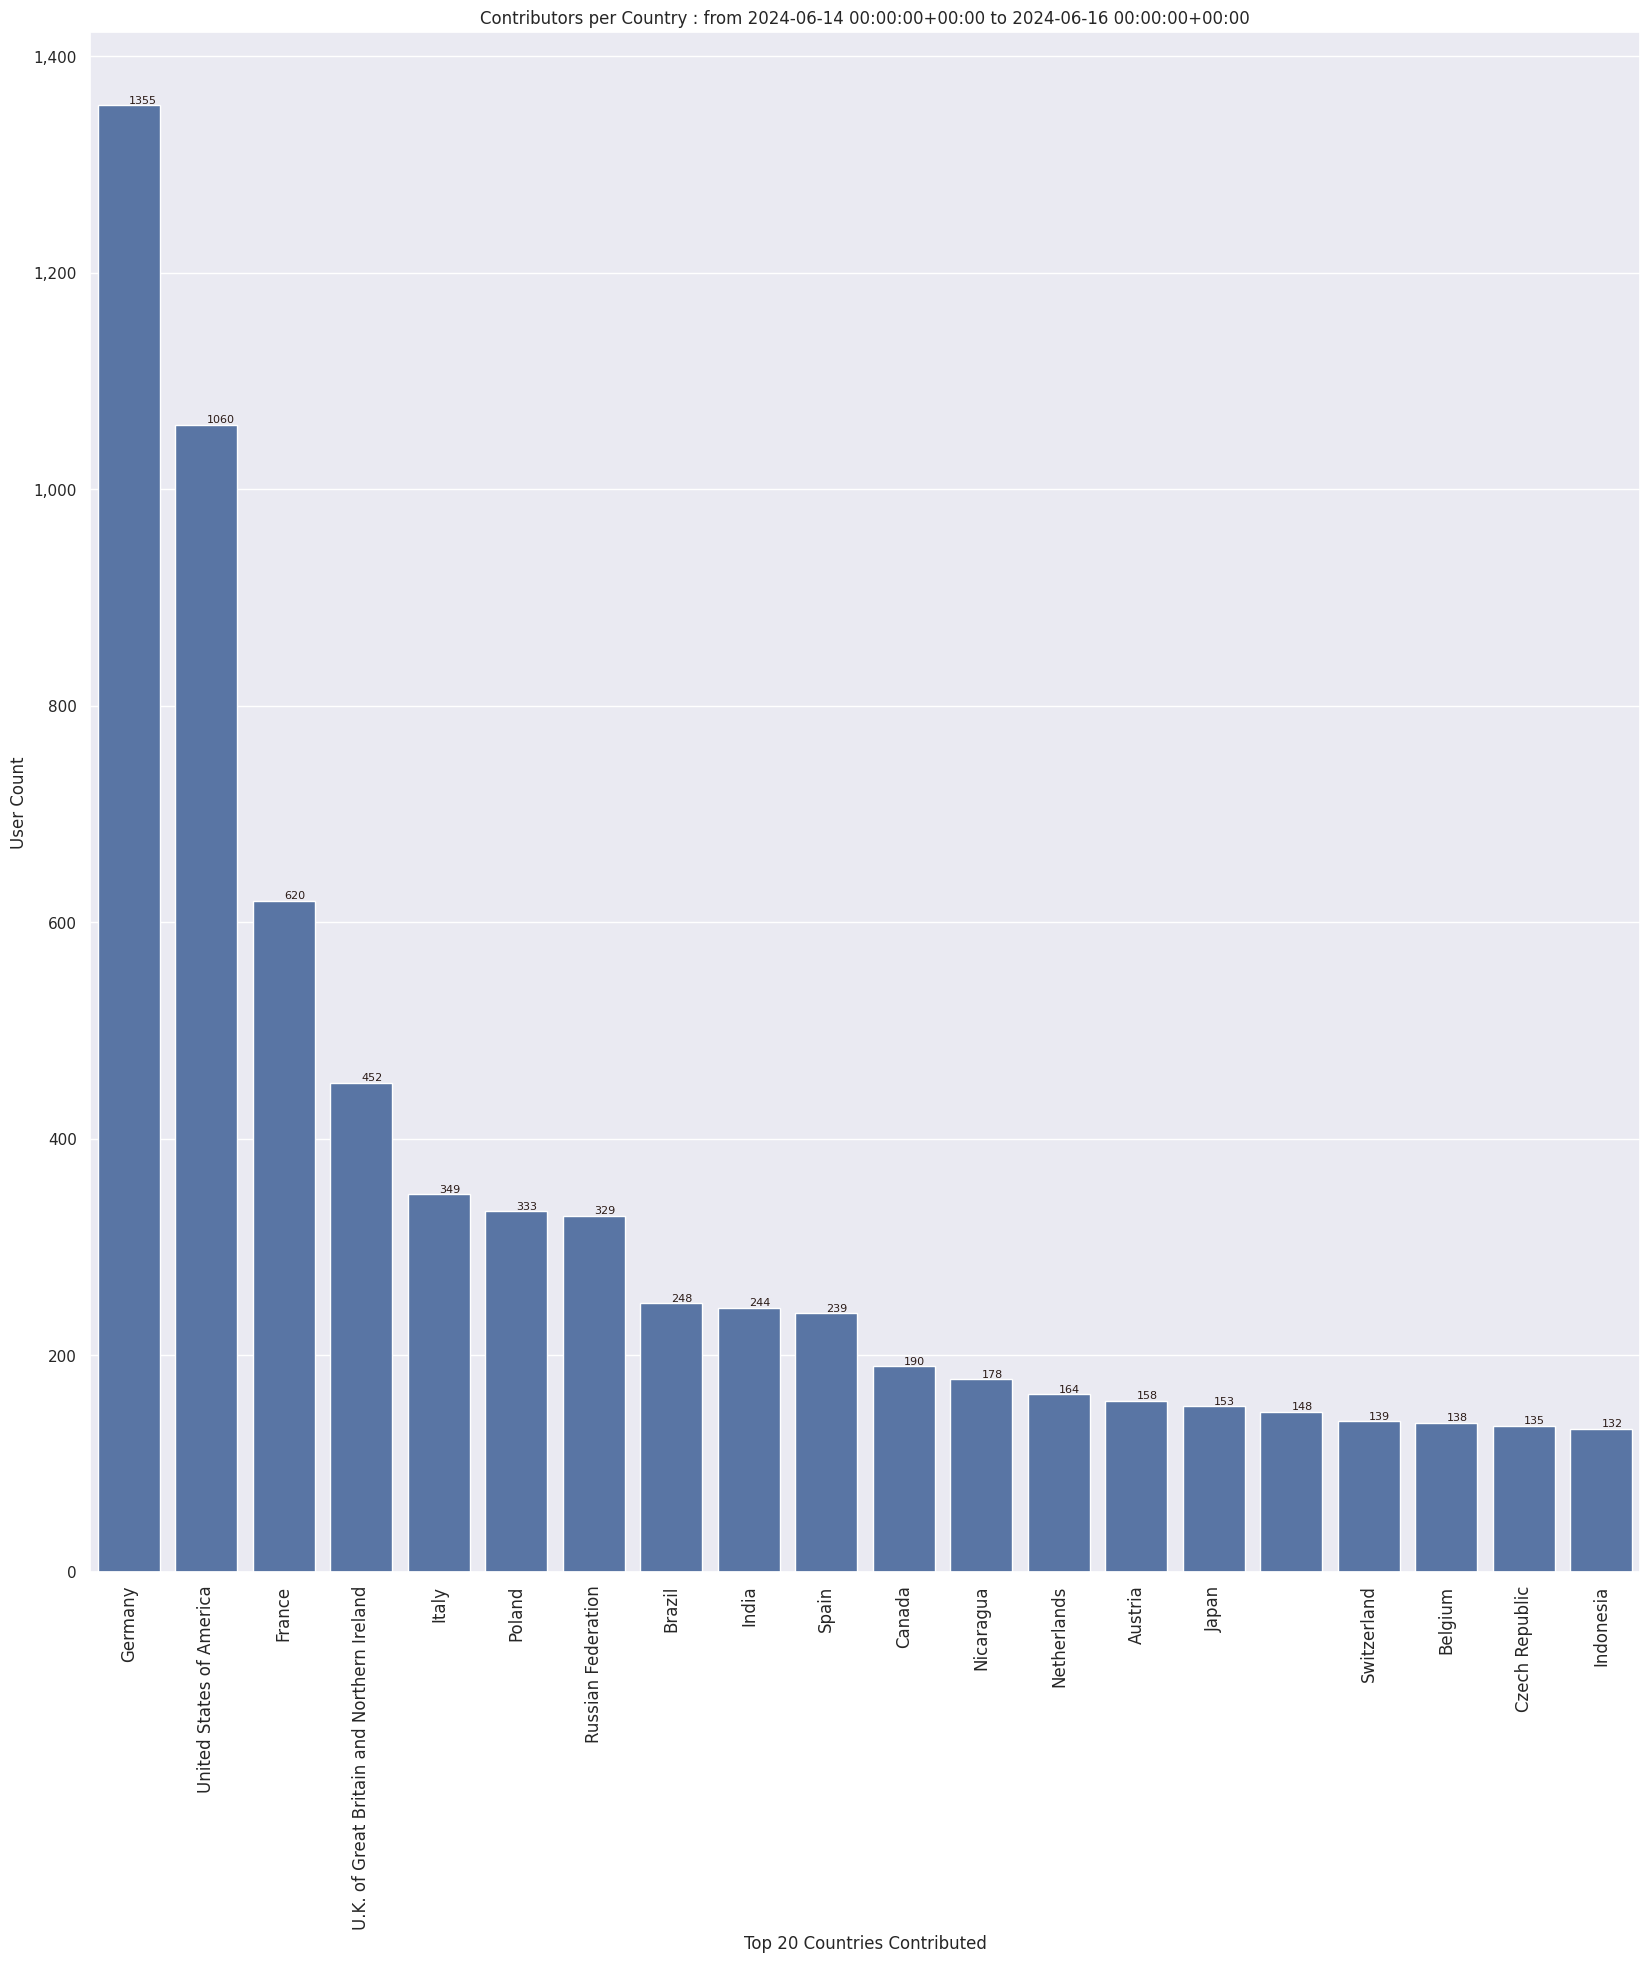 Contributors per Country : from 2024-06-14 00:00:00+00:00 to 2024-06-16 00:00:00+00:00
1,400
1,200
1,000
800
600
400
200
0
User Count
1355
1060
620
452
349
333
329
248
244
239
190
178
164
158
153
148
139
138
135
132
Germany
United States of America
France
U.K. of Great Britain and Northern Ireland
Italy
Poland
Russian Federation
Brazil
India
Spain
Canada
Nicaragua
Netherlands
Austria
Japan
Switzerland
Belgium
Czech Republic
Indonesia
Top 20 Countries Contributed